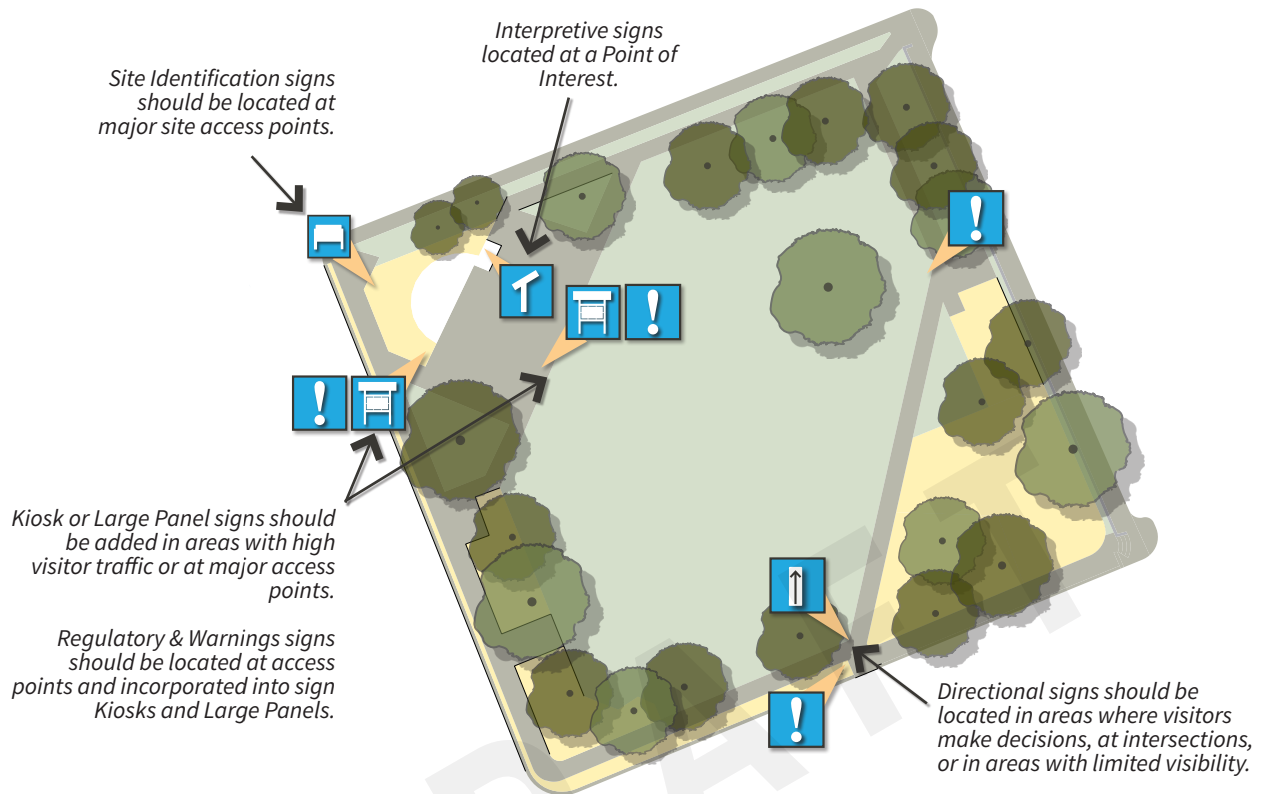 Interpretive signs
located at a Point of
Interest.
Site Identification signs
should be located at
major site access points.
Kiosk or Large Panel signs should
be added in areas with high
visitor traffic or at major access
points.
Regulatory & Warnings signs
should be located at access
points and incorporated into sign
Kiosks and Large Panels.
Directional signs should be
located in areas where visitors
make decisions, at intersections,
or in areas with limited visibility.
DRAFT